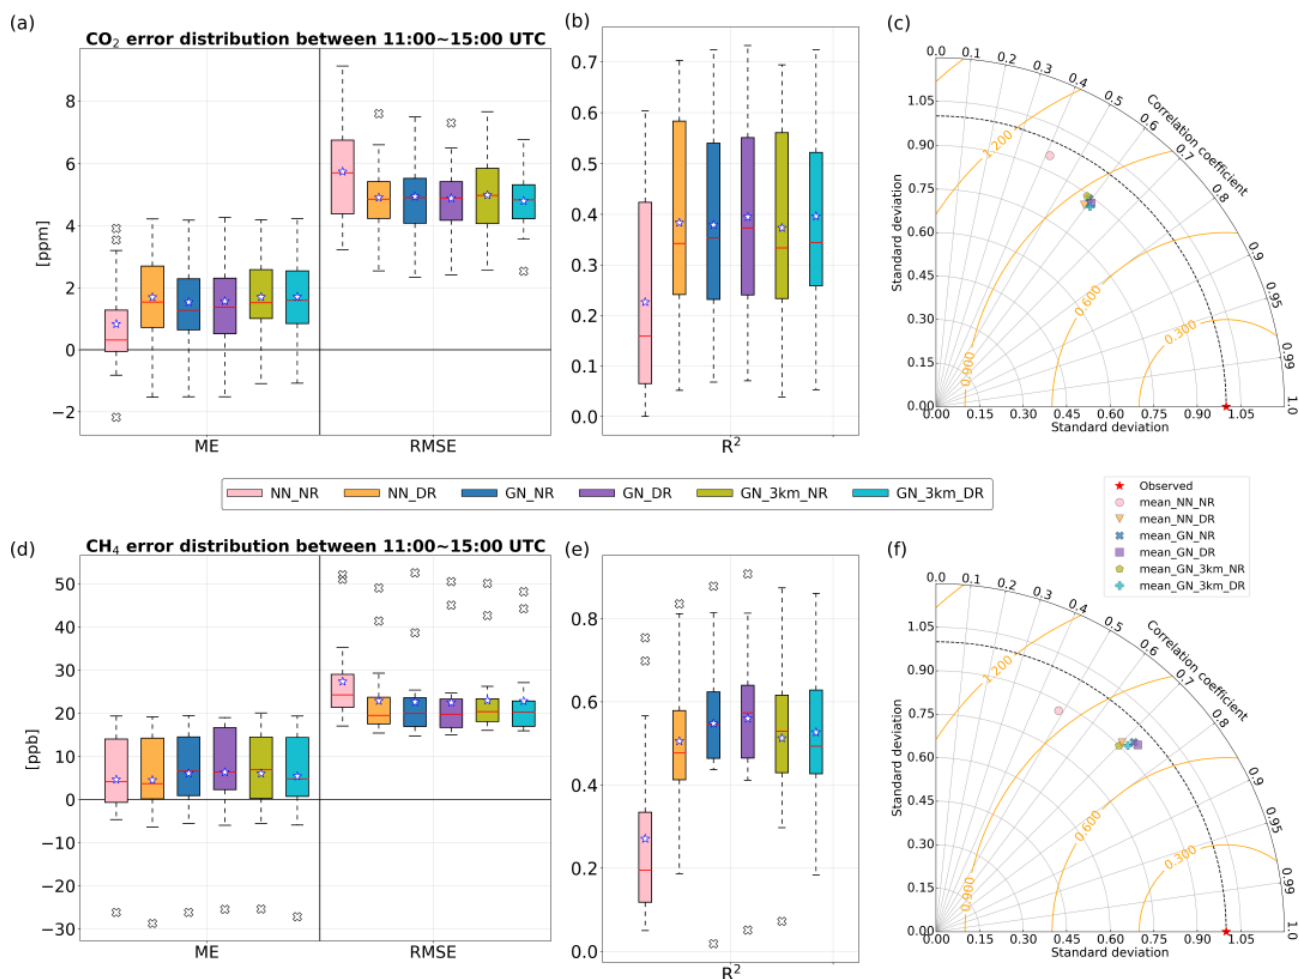 (a)
CO₂ error distribution between 11:00~15:00 UTC
8
6
4
2
0
−2
[ppm]
ME
RMSE
(b)
0.7
0.6
0.5
0.4
0.3
0.2
0.1
0.0
R²
(c)
0.0
0.1
0.2
0.3
0.4
0.5
0.6
0.7
0.8
0.9
0.95
0.99
1.0
Correlation coefficient
1.05
0.90
0.75
0.60
0.45
0.30
0.15
0.00
Standard deviation
1.200
0.900
0.600
0.300
0.00
0.15
0.30
0.45
0.60
0.75
0.90
1.05
Standard deviation
NN_NR
NN_DR
GN_NR
GN_DR
GN_3km_NR
GN_3km_DR
Observed
mean_NN_NR
mean_NN_DR
mean_GN_NR
mean_GN_DR
mean_GN_3km_NR
mean_GN_3km_DR
(d)
CH₄ error distribution between 11:00~15:00 UTC
50
40
30
20
10
0
−10
−20
−30
[ppb]
ME
RMSE
(e)
0.8
0.6
0.4
0.2
0.0
R²
(f)
0.0
0.1
0.2
0.3
0.4
0.5
0.6
0.7
0.8
0.9
0.95
0.99
1.0
Correlation coefficient
1.05
0.90
0.75
0.60
0.45
0.30
0.15
0.00
Standard deviation
1.200
0.900
0.600
0.300
0.00
0.15
0.30
0.45
0.60
0.75
0.90
1.05
Standard deviation